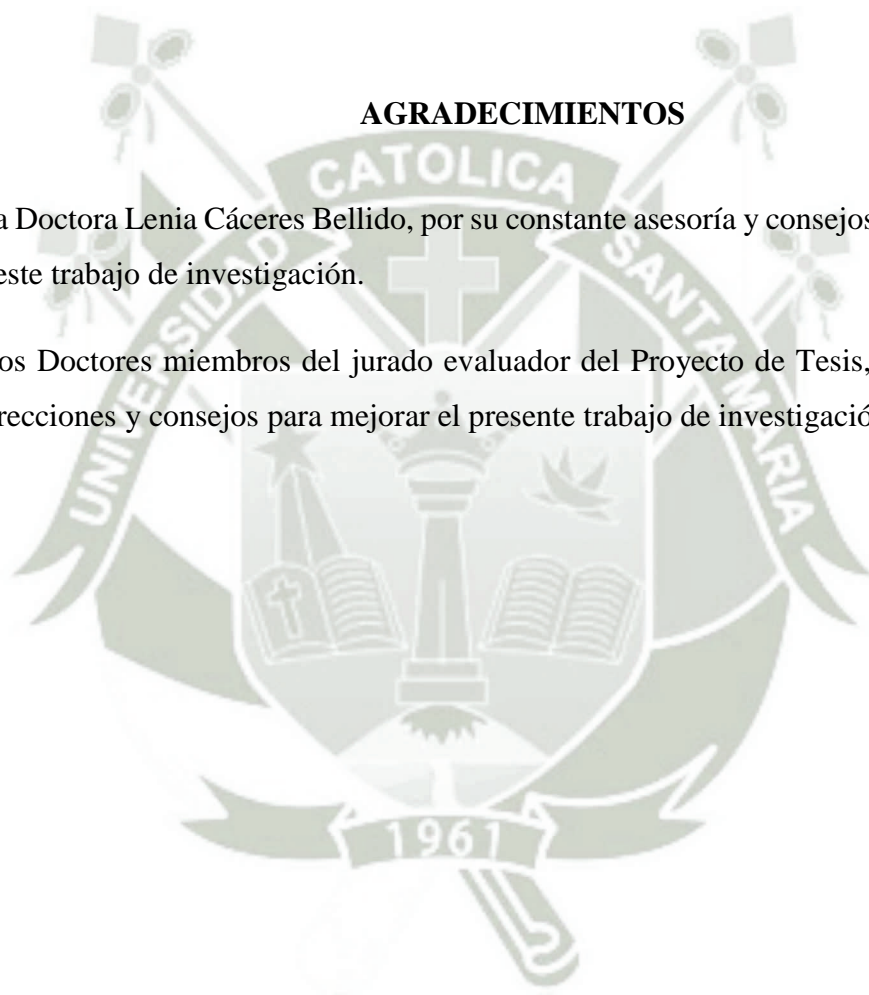 AGRADECIMIENTOS
a Doctora Lenia Cáceres Bellido, por su constante asesoría y consejos
este trabajo de investigación.
os Doctores miembros del jurado evaluador del Proyecto de Tesis,
recciones y consejos para mejorar el presente trabajo de investigació
UNIVERSIDAD CATOLICA SANTA MARIA
1961